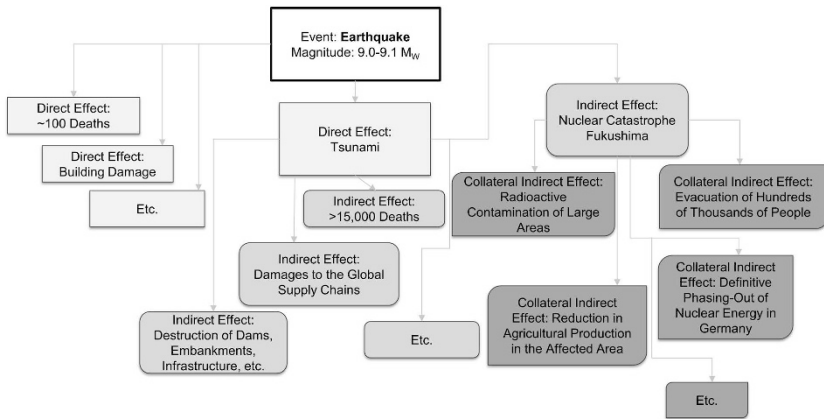 Event: Earthquake
Magnitude: 9.0-9.1 MW
Direct Effect:
~100 Deaths
Direct Effect:
Building Damage
Etc.
Direct Effect:
Tsunami
Indirect Effect:
>15,000 Deaths
Indirect Effect:
Damages to the Global
Supply Chains
Indirect Effect:
Destruction of Dams,
Embankments,
Infrastructure, etc.
Etc.
Indirect Effect:
Nuclear Catastrophe
Fukushima
Collateral Indirect Effect:
Radioactive
Contamination of Large
Areas
Collateral Indirect Effect:
Evacuation of Hundreds
of Thousands of People
Collateral Indirect
Effect: Reduction in
Agricultural Production
in the Affected Area
Collateral Indirect
Effect: Definitive
Phasing-Out of
Nuclear Energy in
Germany
Etc.